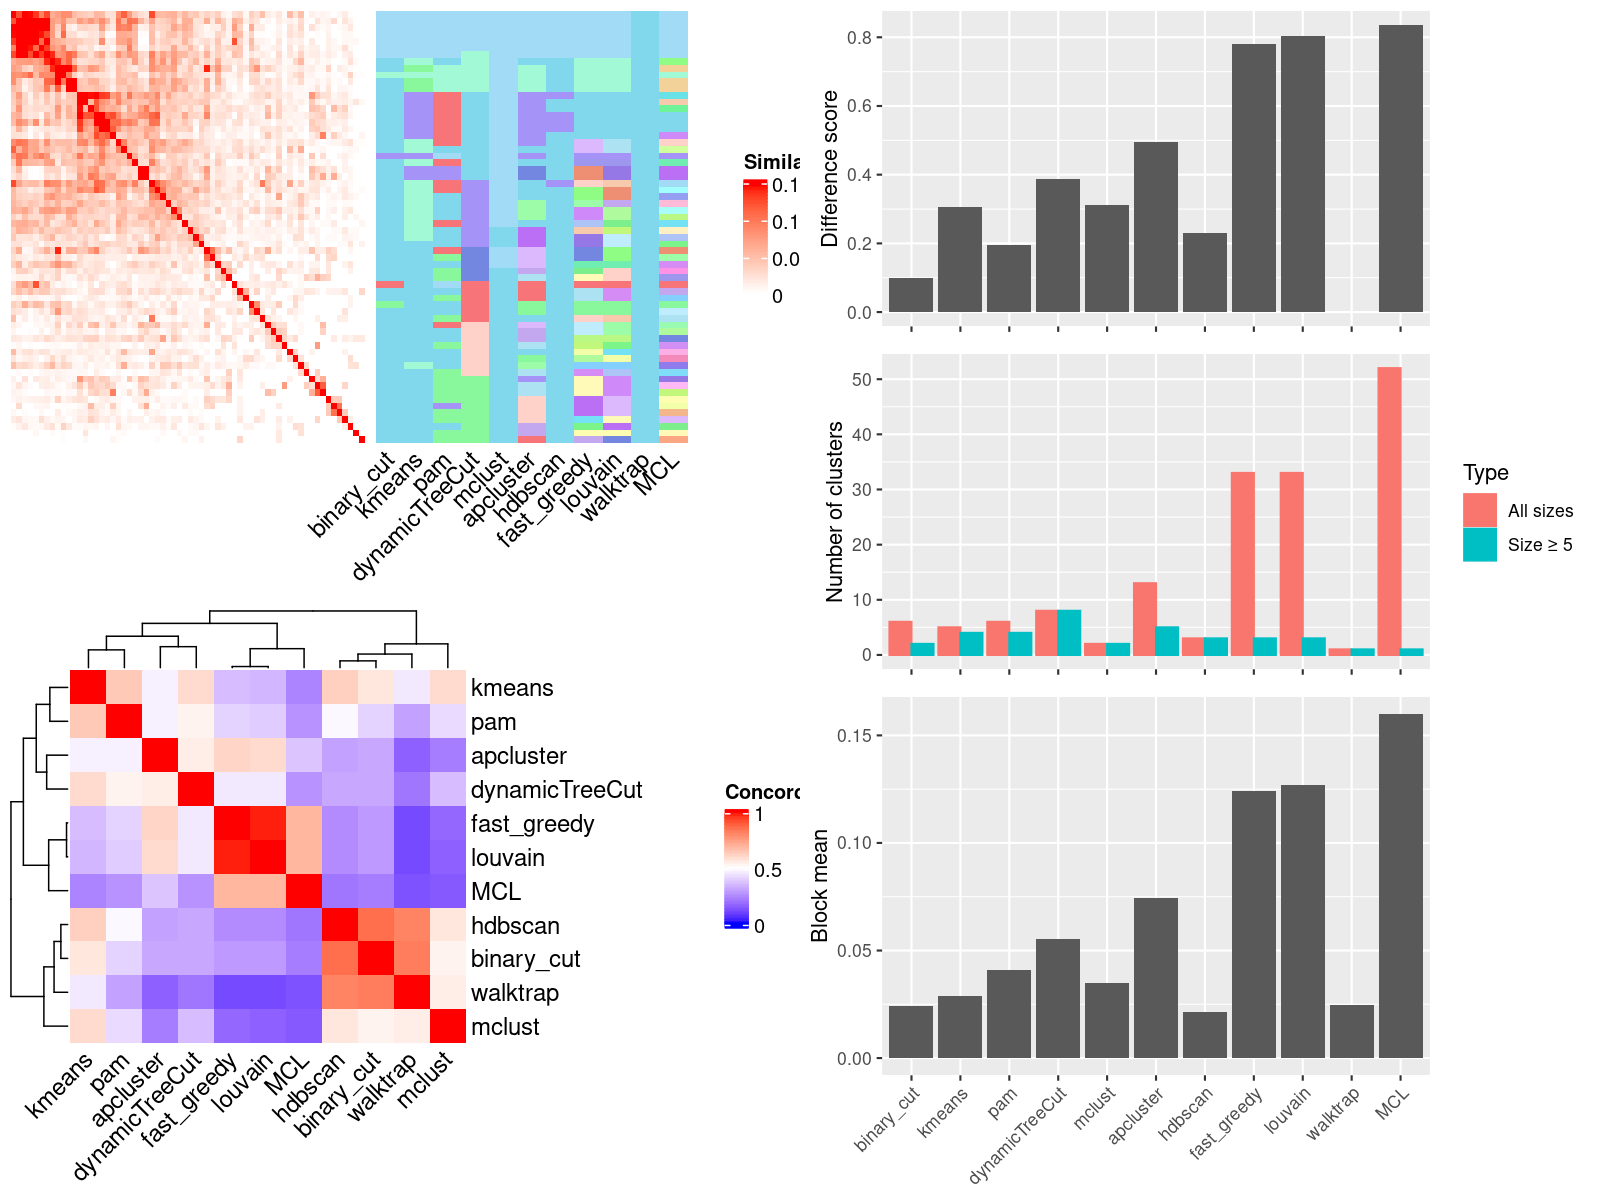 Simila
0.1
0.1
0.0
0
binary_cut
kmeans
pam
dynamicTreeCut
mclust
apcluster
hdbscan
fast_greedy
louvain
walktrap
MCL
kmeans
pam
apcluster
dynamicTreeCut
fast_greedy
louvain
MCL
hdbscan
binary_cut
walktrap
mclust
kmeans
pam
apcluster
dynamicTreeCut
fast_greedy
louvain
MCL
hdbscan
binary_cut
walktrap
mclust
Concord
1
0.5
0
Difference score
0.8
0.6
0.4
0.2
0.0
Number of clusters
50
40
30
20
10
0
Type
All sizes
Size ≥ 5
Block mean
0.15
0.10
0.05
0.00
binary_cut
kmeans
pam
dynamicTreeCut
mclust
apcluster
hdbscan
fast_greedy
louvain
walktrap
MCL